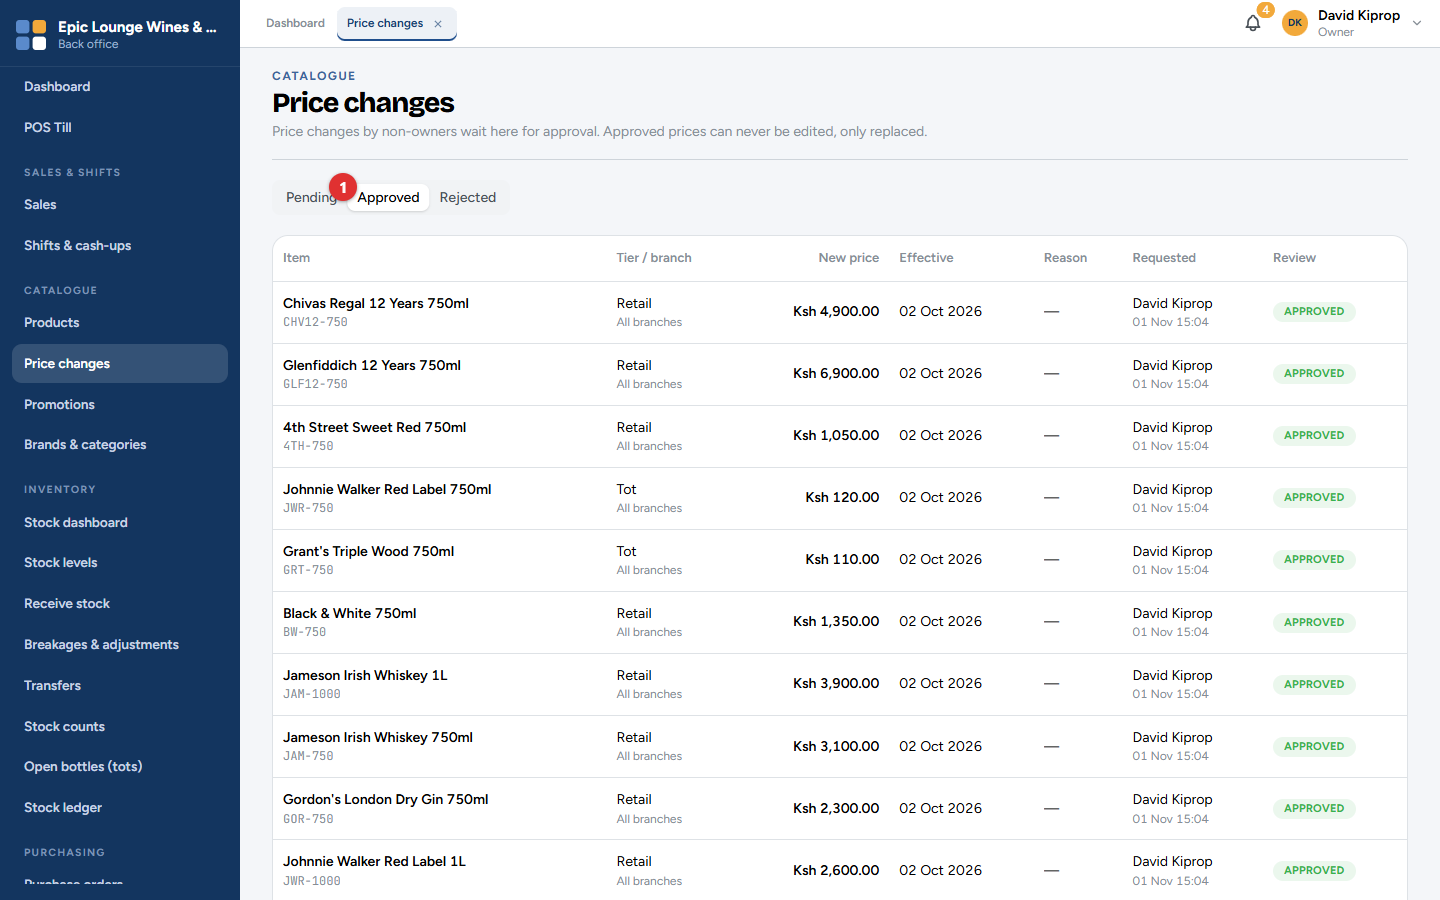 Epic Lounge Wines & ...
Back office
Dashboard
POS Till
SALES & SHIFTS
Sales
Shifts & cash-ups
CATALOGUE
Products
Price changes
Promotions
Brands & categories
INVENTORY
Stock dashboard
Stock levels
Receive stock
Breakages & adjustments
Transfers
Stock counts
Open bottles (tots)
Stock ledger
PURCHASING
Purchase orders
Dashboard
Price changes ×
4
DK
David Kiprop
Owner
CATALOGUE
Price changes
Price changes by non-owners wait here for approval. Approved prices can never be edited, only replaced.
Pending 1 Approved Rejected
Item Tier / branch New price Effective Reason Requested Review
Chivas Regal 12 Years 750ml Retail Ksh 4,900.00 02 Oct 2026 — David Kiprop APPROVED
CHV12-750 All branches 01 Nov 15:04
Glenfiddich 12 Years 750ml Retail Ksh 6,900.00 02 Oct 2026 — David Kiprop APPROVED
GLF12-750 All branches 01 Nov 15:04
4th Street Sweet Red 750ml Retail Ksh 1,050.00 02 Oct 2026 — David Kiprop APPROVED
4TH-750 All branches 01 Nov 15:04
Johnnie Walker Red Label 750ml Tot Ksh 120.00 02 Oct 2026 — David Kiprop APPROVED
JWR-750 All branches 01 Nov 15:04
Grant's Triple Wood 750ml Tot Ksh 110.00 02 Oct 2026 — David Kiprop APPROVED
GRT-750 All branches 01 Nov 15:04
Black & White 750ml Retail Ksh 1,350.00 02 Oct 2026 — David Kiprop APPROVED
BW-750 All branches 01 Nov 15:04
Jameson Irish Whiskey 1L Retail Ksh 3,900.00 02 Oct 2026 — David Kiprop APPROVED
JAM-1000 All branches 01 Nov 15:04
Jameson Irish Whiskey 750ml Retail Ksh 3,100.00 02 Oct 2026 — David Kiprop APPROVED
JAM-750 All branches 01 Nov 15:04
Gordon's London Dry Gin 750ml Retail Ksh 2,300.00 02 Oct 2026 — David Kiprop APPROVED
GOR-750 All branches 01 Nov 15:04
Johnnie Walker Red Label 1L Retail Ksh 2,600.00 02 Oct 2026 — David Kiprop APPROVED
JWR-1000 All branches 01 Nov 15:04